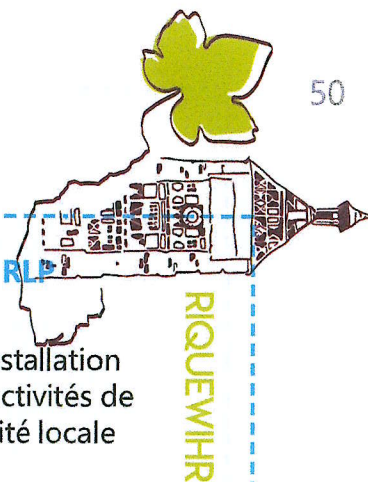 50
RLP
RIQUEWIHR
stallation
ctivités de
ité locale